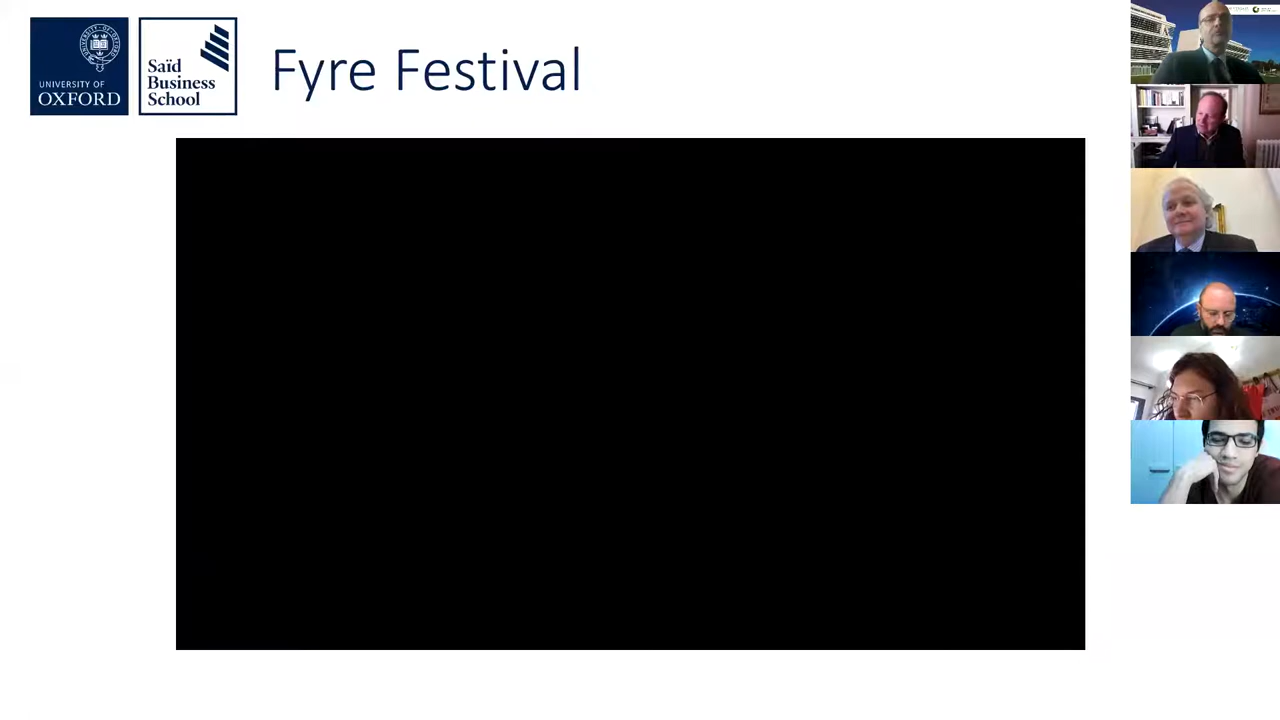 UNIVERSITY OF
OXFORD
Saïd
Business
School
Fyre Festival